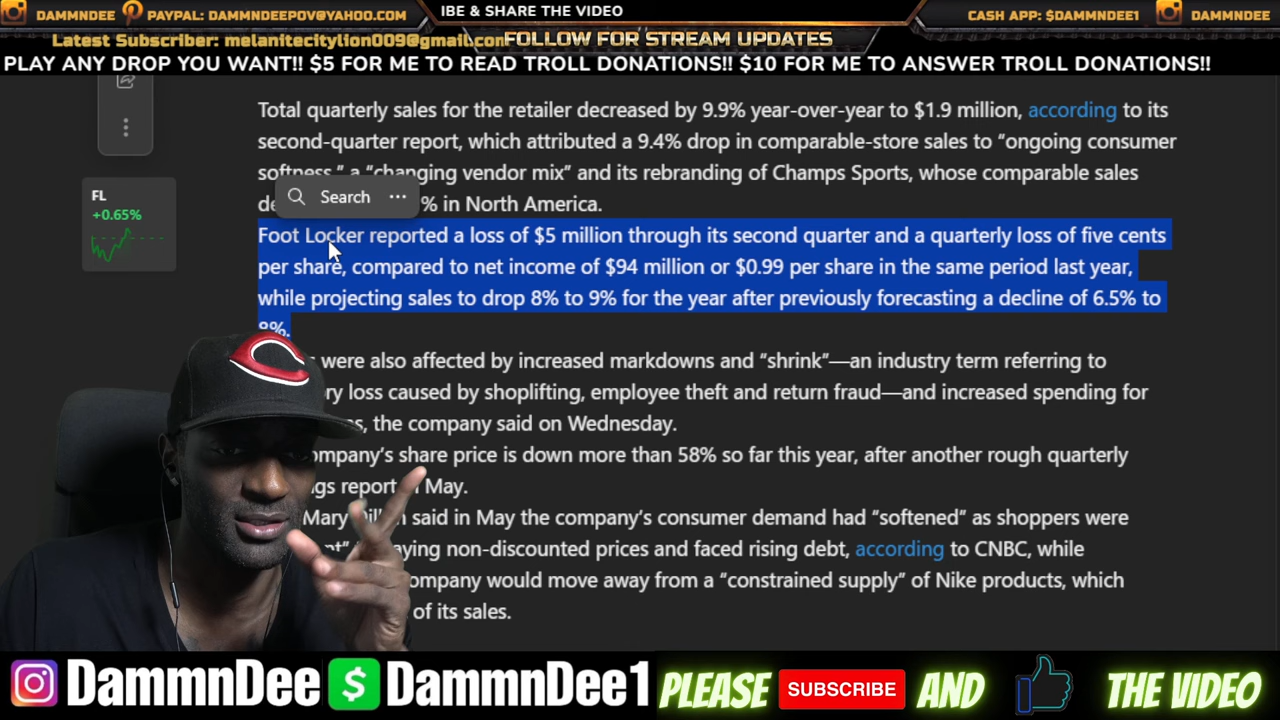 DAMMNDEE PAYPAL: DAMMNDEEPOV@YAHOO.COM
IBE & SHARE THE VIDEO
CASH APP: $DAMMNDEE1 DAMMNDEE
Latest Subscriber: melanitecitylion009@gmail.com
FOLLOW FOR STREAM UPDATES
PLAY ANY DROP YOU WANT!! $5 FOR ME TO READ TROLL DONATIONS!! $10 FOR ME TO ANSWER TROLL DONATIONS!!
Total quarterly sales for the retailer decreased by 9.9% year-over-year to $1.9 million, according to its
second-quarter report, which attributed a 9.4% drop in comparable-store sales to “ongoing consumer
softness,” a “changing vendor mix” and its rebranding of Champs Sports, whose comparable sales
% in North America.
Search
FL
+0.65%
Foot Locker reported a loss of $5 million through its second quarter and a quarterly loss of five cents
per share, compared to net income of $94 million or $0.99 per share in the same period last year,
while projecting sales to drop 8% to 9% for the year after previously forecasting a decline of 6.5% to
8%.
were also affected by increased markdowns and “shrink”—an industry term referring to
loss caused by shoplifting, employee theft and return fraud—and increased spending for
the company said on Wednesday.
share price is down more than 58% so far this year, after another rough quarterly
report May.
Mary said in May the company’s consumer demand had “softened” as shoppers were
non-discounted prices and faced rising debt, according to CNBC, while
would move away from a “constrained supply” of Nike products, which
of its sales.
DammnDee $ DammnDee1 PLEASE SUBSCRIBE AND THE VIDEO